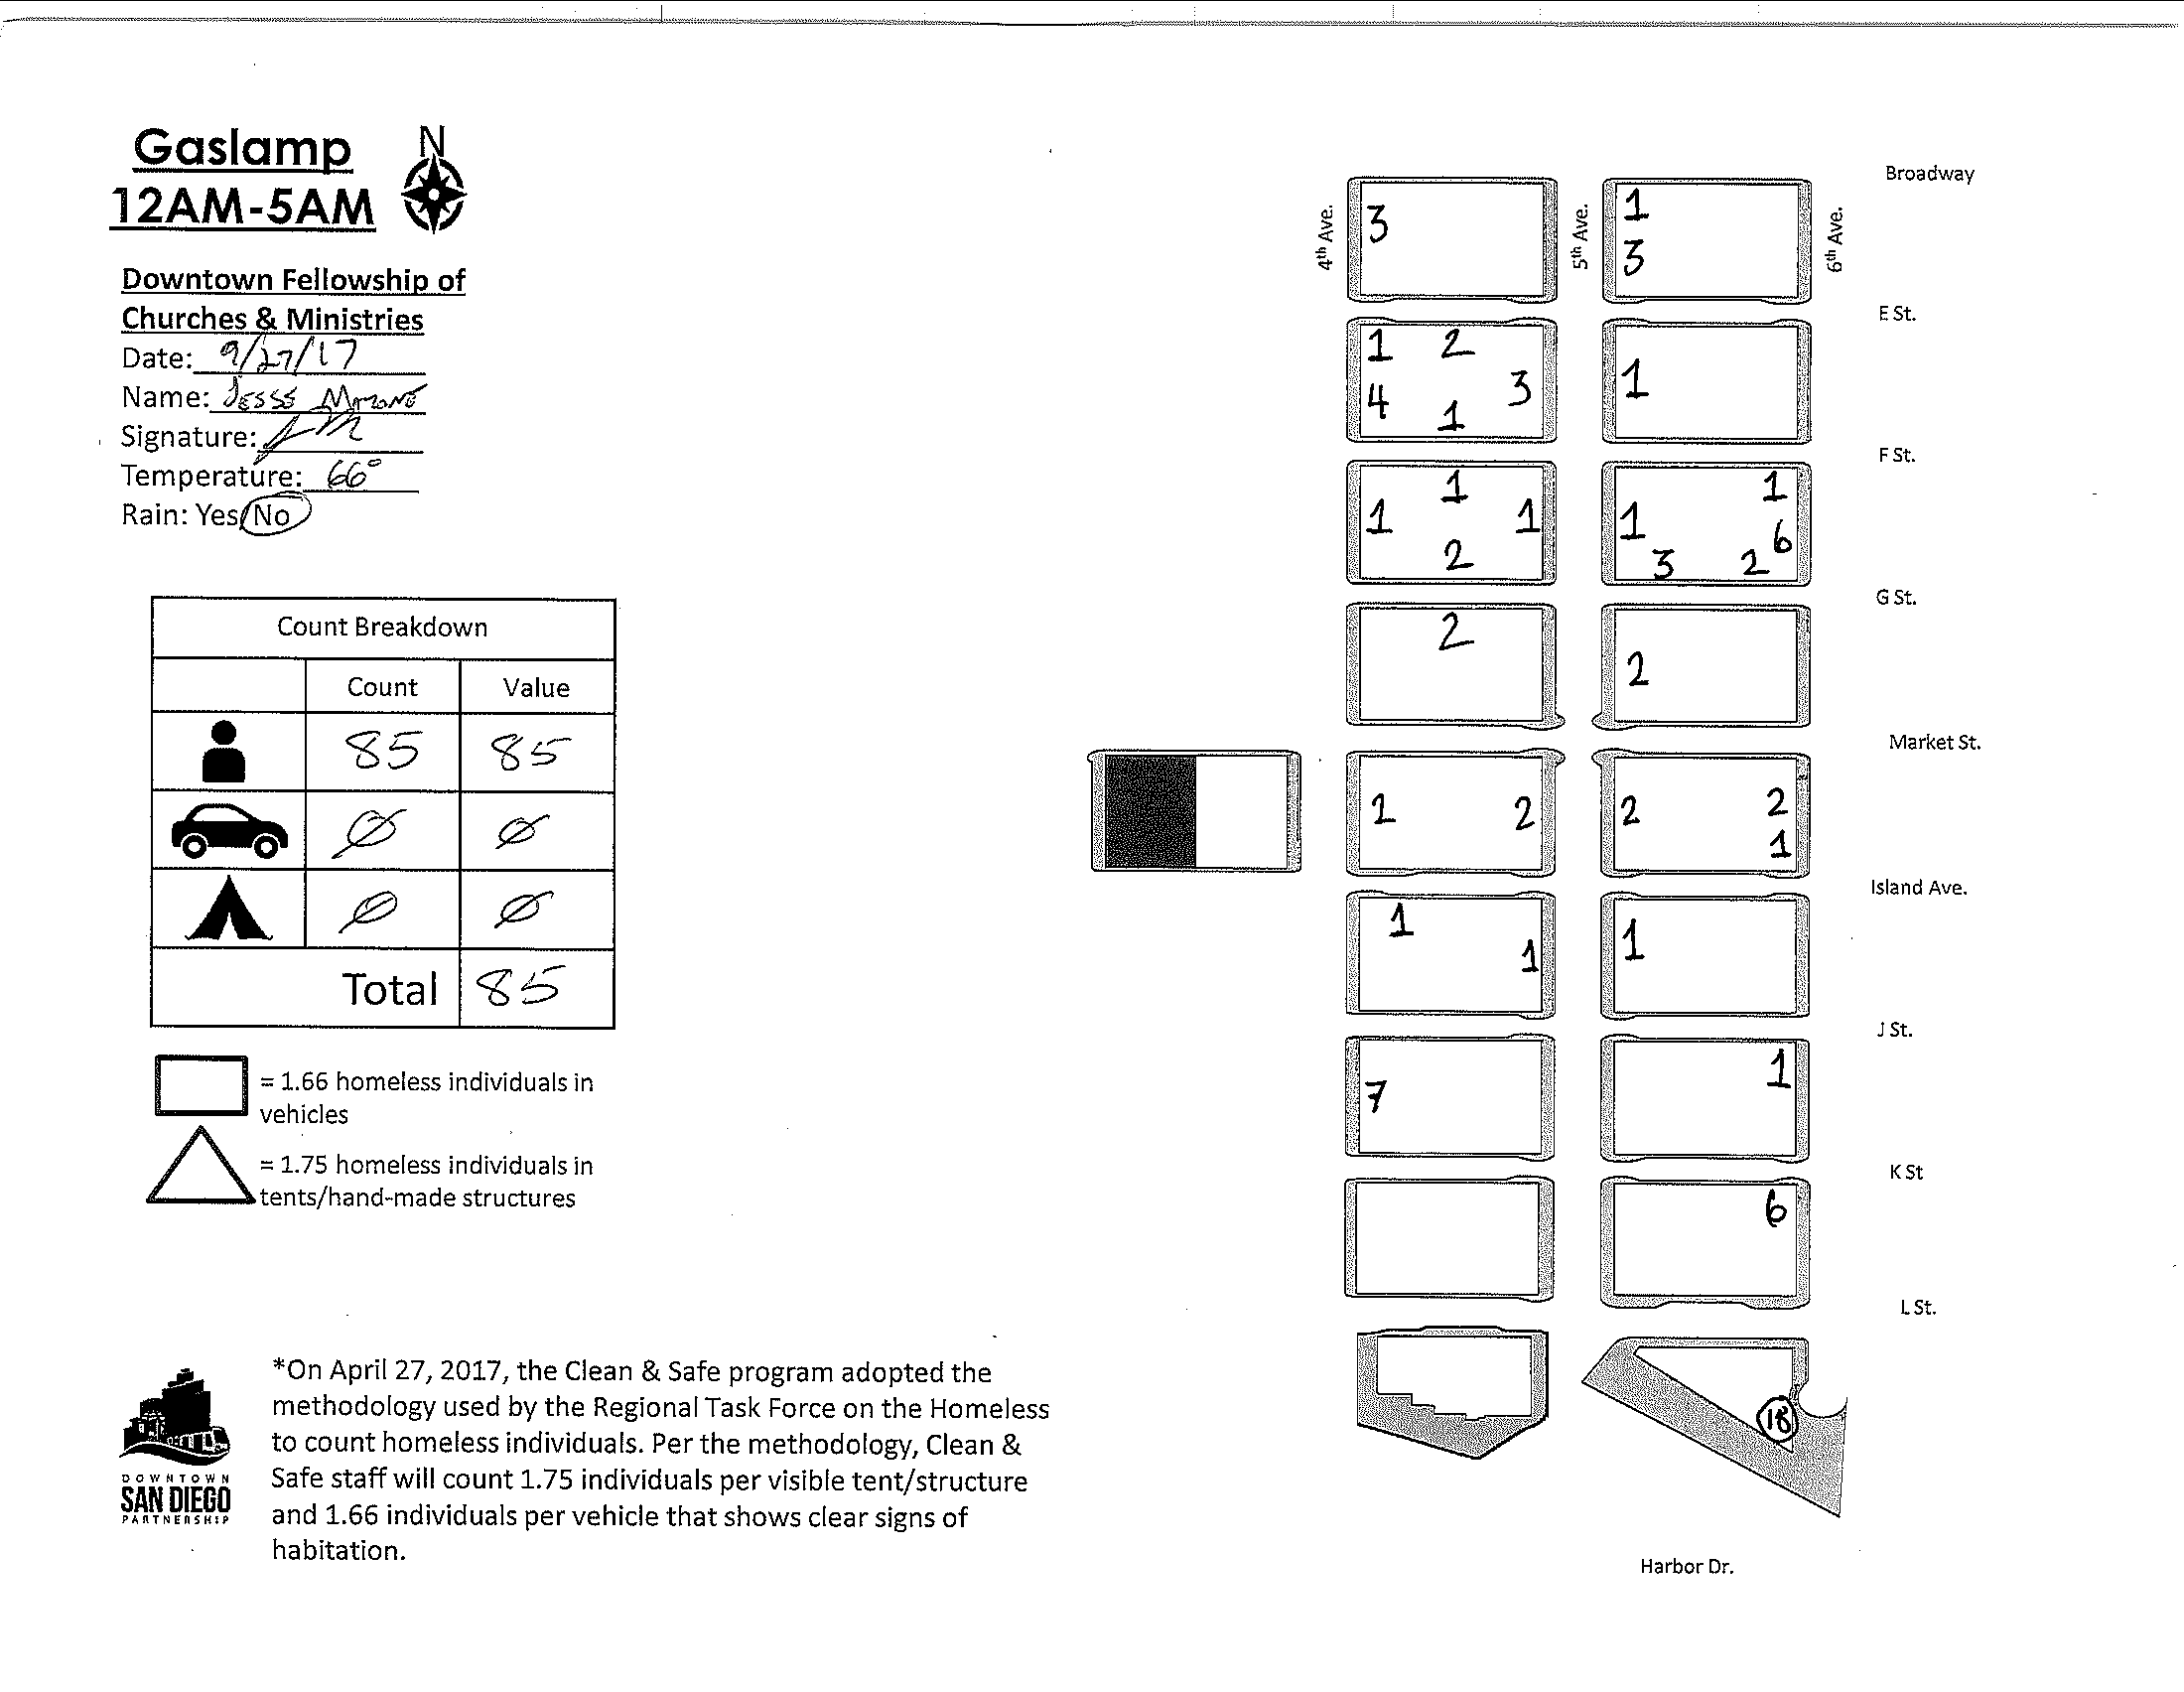 Gaslamp
N
12AM-5AM
Downtown Fellowship of
Churches & Ministries
Date: 9/27/17
Name: Jesse
Signature:
Temperature: 66°
Rain: Yes/No
Count Breakdown
Count Value
85 85
Ø Ø
Ø Ø
Total 85
= 1.66 homeless individuals in
vehicles
= 1.75 homeless individuals in
tents/hand-made structures
*On April 27, 2017, the Clean & Safe program adopted the
methodology used by the Regional Task Force on the Homeless
to count homeless individuals. Per the methodology, Clean &
Safe staff will count 1.75 individuals per visible tent/structure
and 1.66 individuals per vehicle that shows clear signs of
habitation.
DOWNTOWN
SAN DIEGO
PARTNERSHIP
Broadway
4th Ave.
5th Ave.
6th Ave.
3
1
3
E St.
1 2
4 3
1
1
F St.
1
1 1
2
1
1 6
3 2
G St.
2
2
Market St.
2 2
2 2
1
Island Ave.
1
1
1
J St.
7
1
K St
6
L St.
18
Harbor Dr.